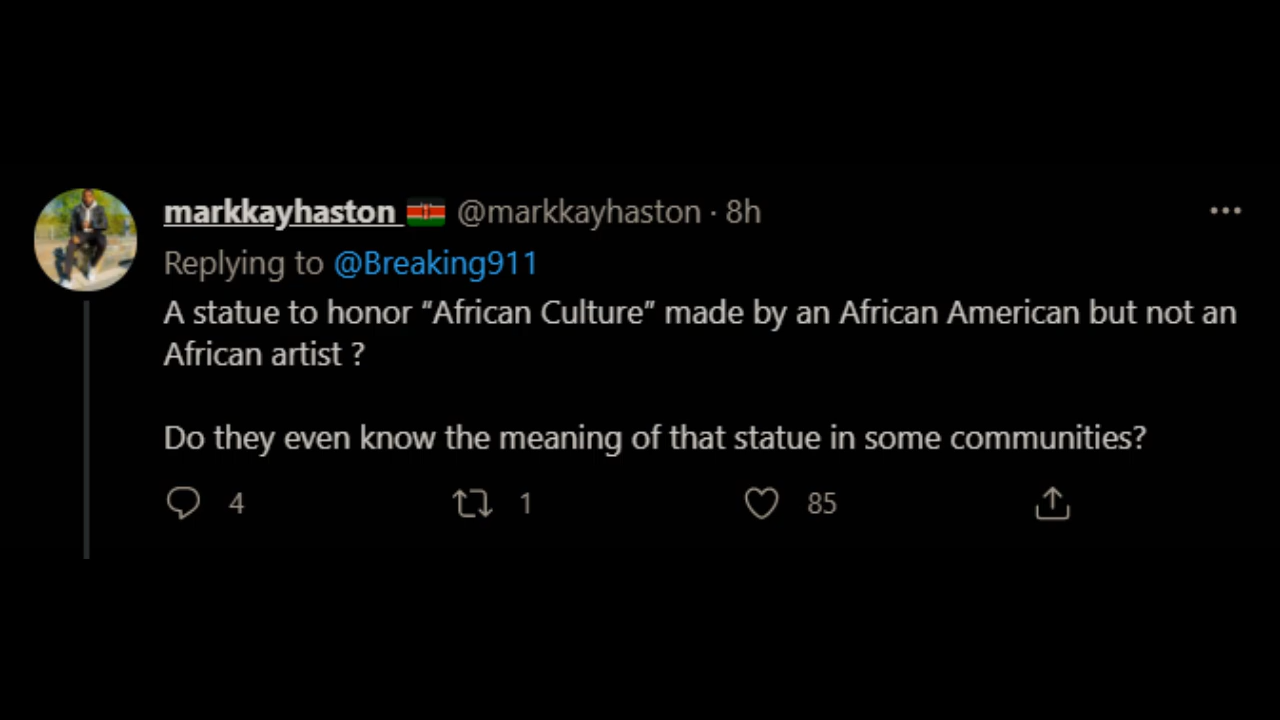 markkayhaston 🇰🇪 @markkayhaston · 8h
Replying to @Breaking911
A statue to honor “African Culture” made by an African American but not an
African artist ?
Do they even know the meaning of that statue in some communities?
4 1 85